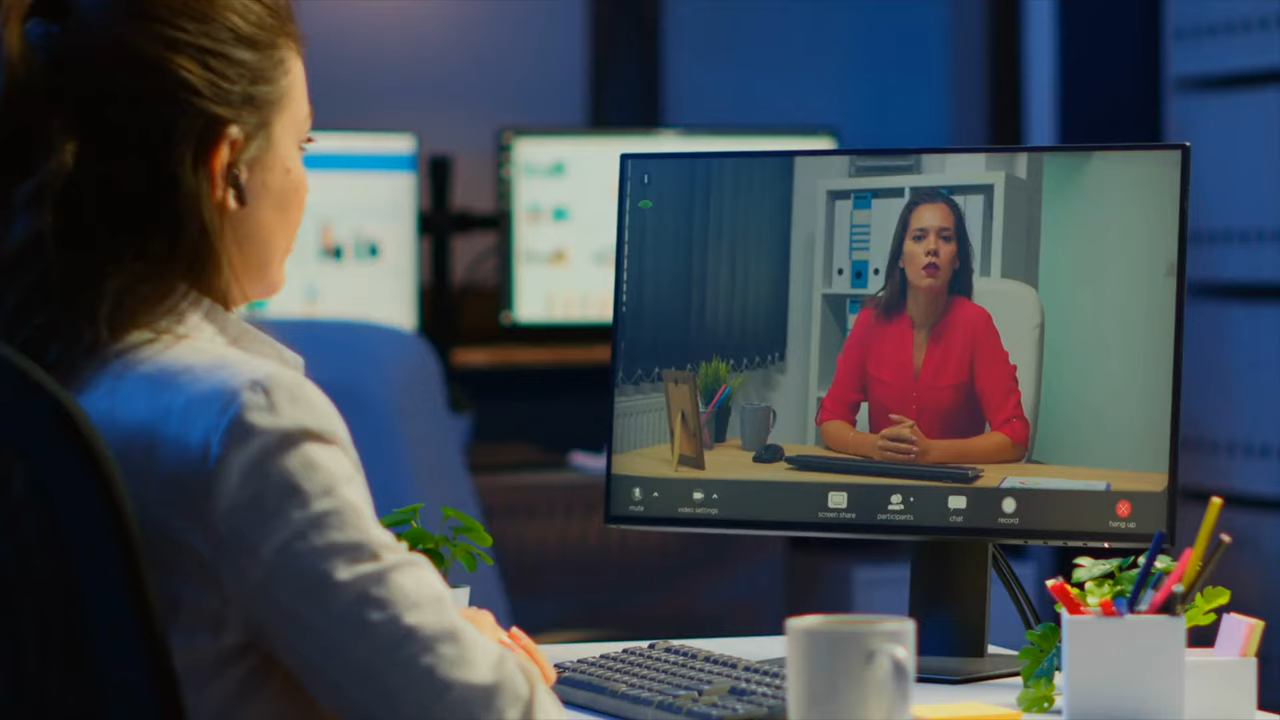 mute
video settings
screen share
participants
chat
record
hang up